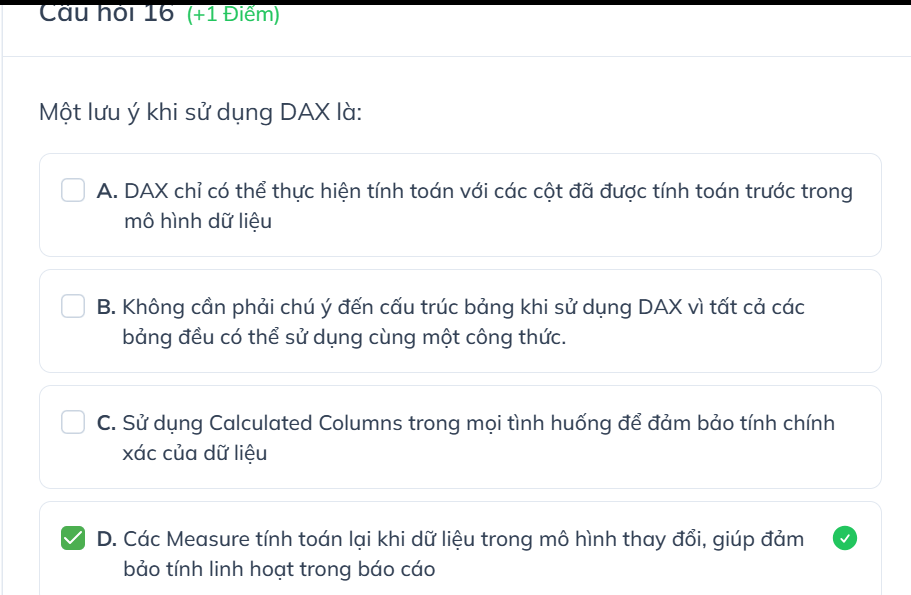 Câu hỏi 16 (+1 Điểm)
Một lưu ý khi sử dụng DAX là:
A. DAX chỉ có thể thực hiện tính toán với các cột đã được tính toán trước trong
mô hình dữ liệu
B. Không cần phải chú ý đến cấu trúc bảng khi sử dụng DAX vì tất cả các
bảng đều có thể sử dụng cùng một công thức.
C. Sử dụng Calculated Columns trong mọi tình huống để đảm bảo tính chính
xác của dữ liệu
D. Các Measure tính toán lại khi dữ liệu trong mô hình thay đổi, giúp đảm
bảo tính linh hoạt trong báo cáo